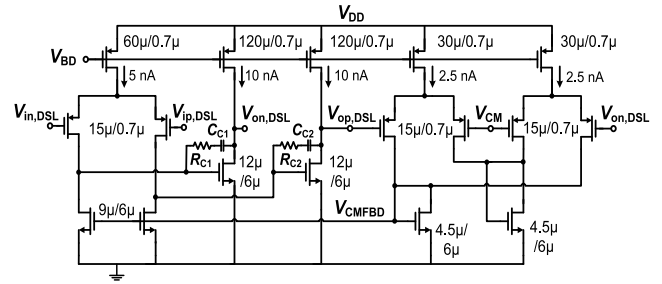 V_DD
60µ/0.7µ 120µ/0.7µ 120µ/0.7µ 30µ/0.7µ 30µ/0.7µ
V_BD
5 nA 10 nA 10 nA 2.5 nA 2.5 nA
V_in,DSL V_ip,DSL V_on,DSL V_op,DSL V_CM V_on,DSL
15µ/0.7µ C_C1 C_C2 15µ/0.7µ 15µ/0.7µ
R_C1 12µ/6µ R_C2 12µ/6µ
9µ/6µ V_CMFBD 4.5µ/6µ 4.5µ/6µ